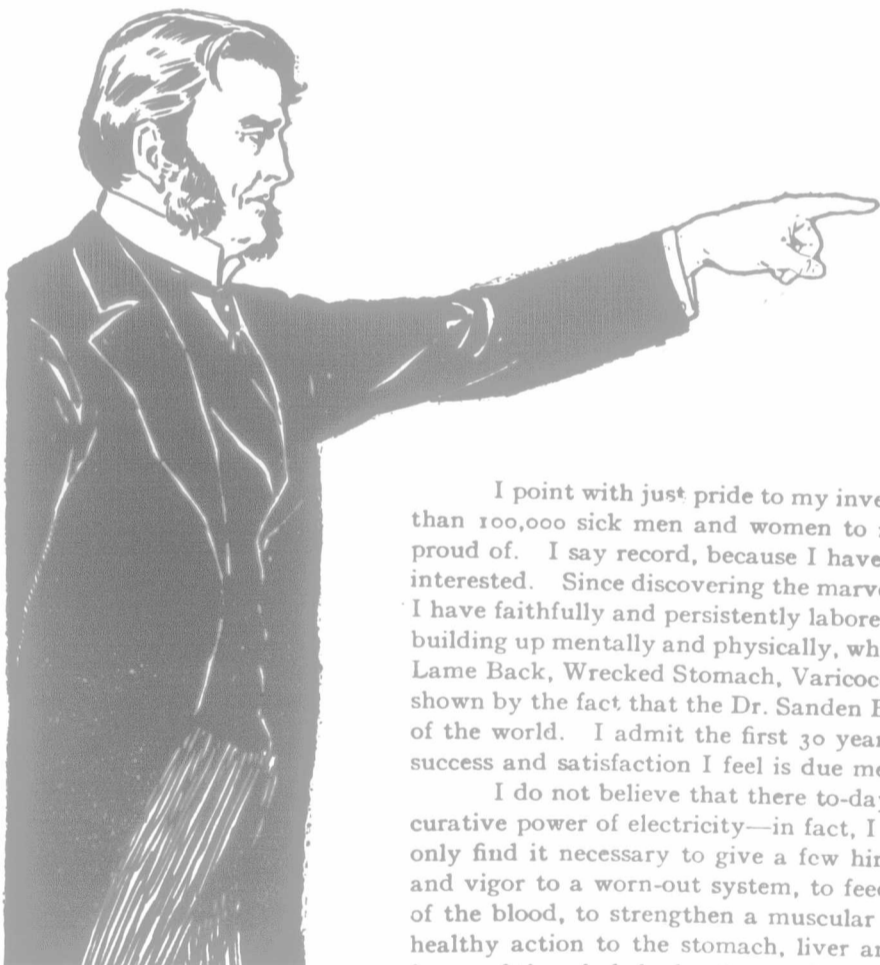 I point with just pride to my inve
than 100,000 sick men and women to
proud of. I say record, because I have
interested. Since discovering the marv
I have faithfully and persistently labore
building up mentally and physically, wh
Lame Back, Wrecked Stomach, Varicoc
shown by the fact that the Dr. Sanden E
of the world. I admit the first 30 year
success and satisfaction I feel is due me
I do not believe that there to-day
curative power of electricity—in fact, I
only find it necessary to give a few hin
and vigor to a worn-out system, to feed
of the blood, to strengthen a muscular
healthy action to the stomach, liver an